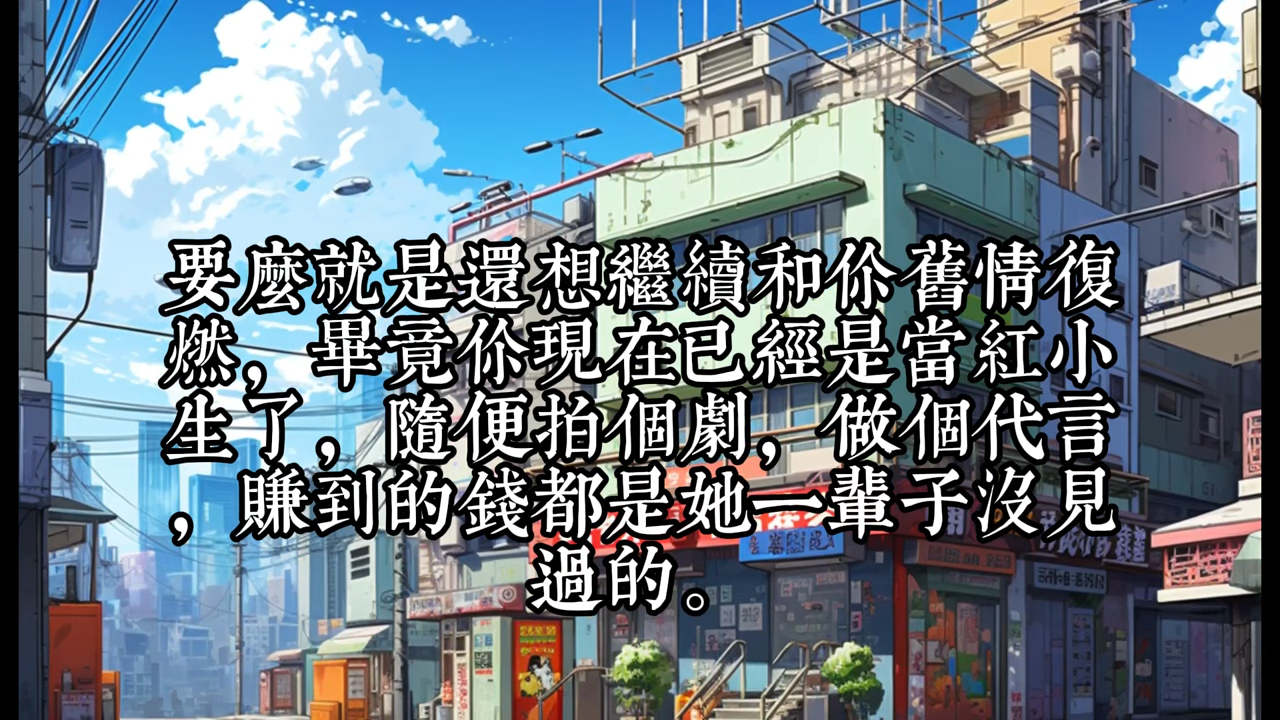 要麼就是還想繼續和你舊情復
燃，畢竟你現在已經是當紅小
生了，隨便拍個劇，做個代言
，賺到的錢都是她一輩子沒見
過的。